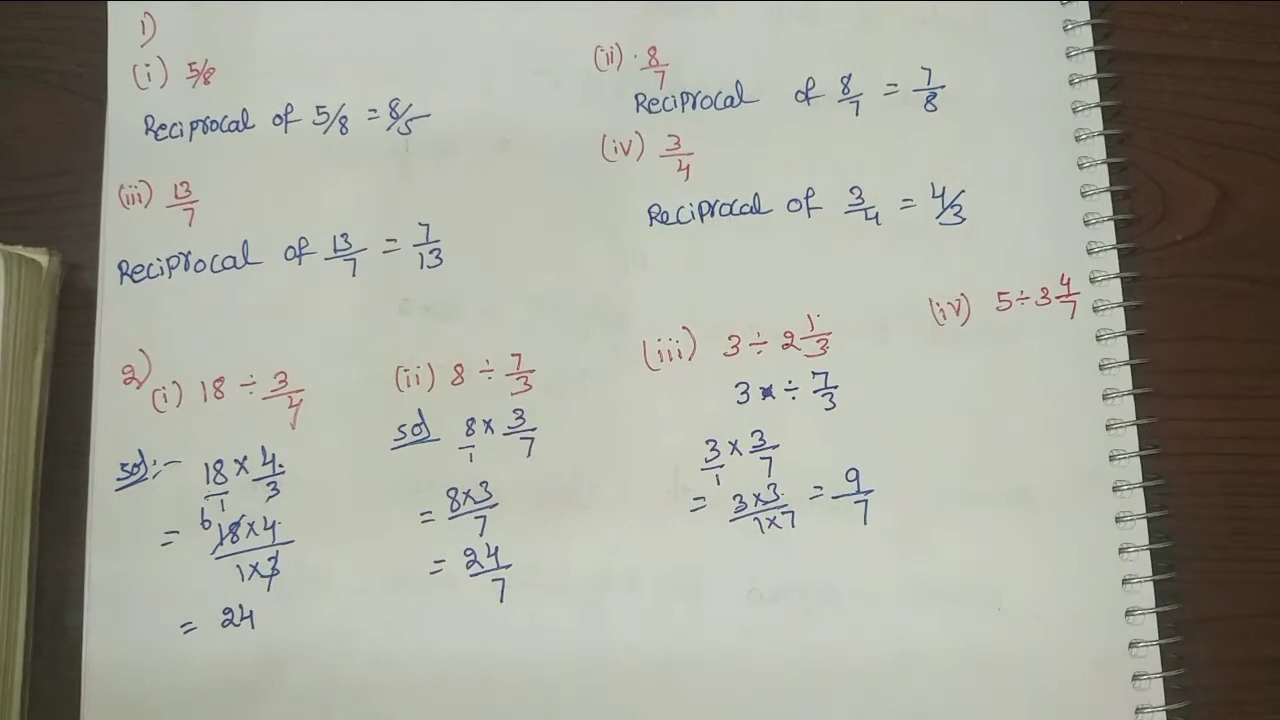 1)
(i) 5/8
Reciprocal of 5/8 = 8/5
(ii) 8/7
Reciprocal of 8/7 = 7/8
(iii) 13/7
Reciprocal of 13/7 = 7/13
(iv) 3/4
Reciprocal of 3/4 = 4/3
2)
(i) 18 ÷ 3/4
Sol:-
18/1 × 4/3
= 6 18×4/1×3
= 24
(ii) 8 ÷ 7/3
Sol 8/1 × 3/7
= 8×3/7
= 24/7
(iii) 3 ÷ 2 1/3
3 ÷ 7/3
3/1 × 3/7
= 3×3/1×7 = 9/7
(iv) 5 ÷ 3 4/7